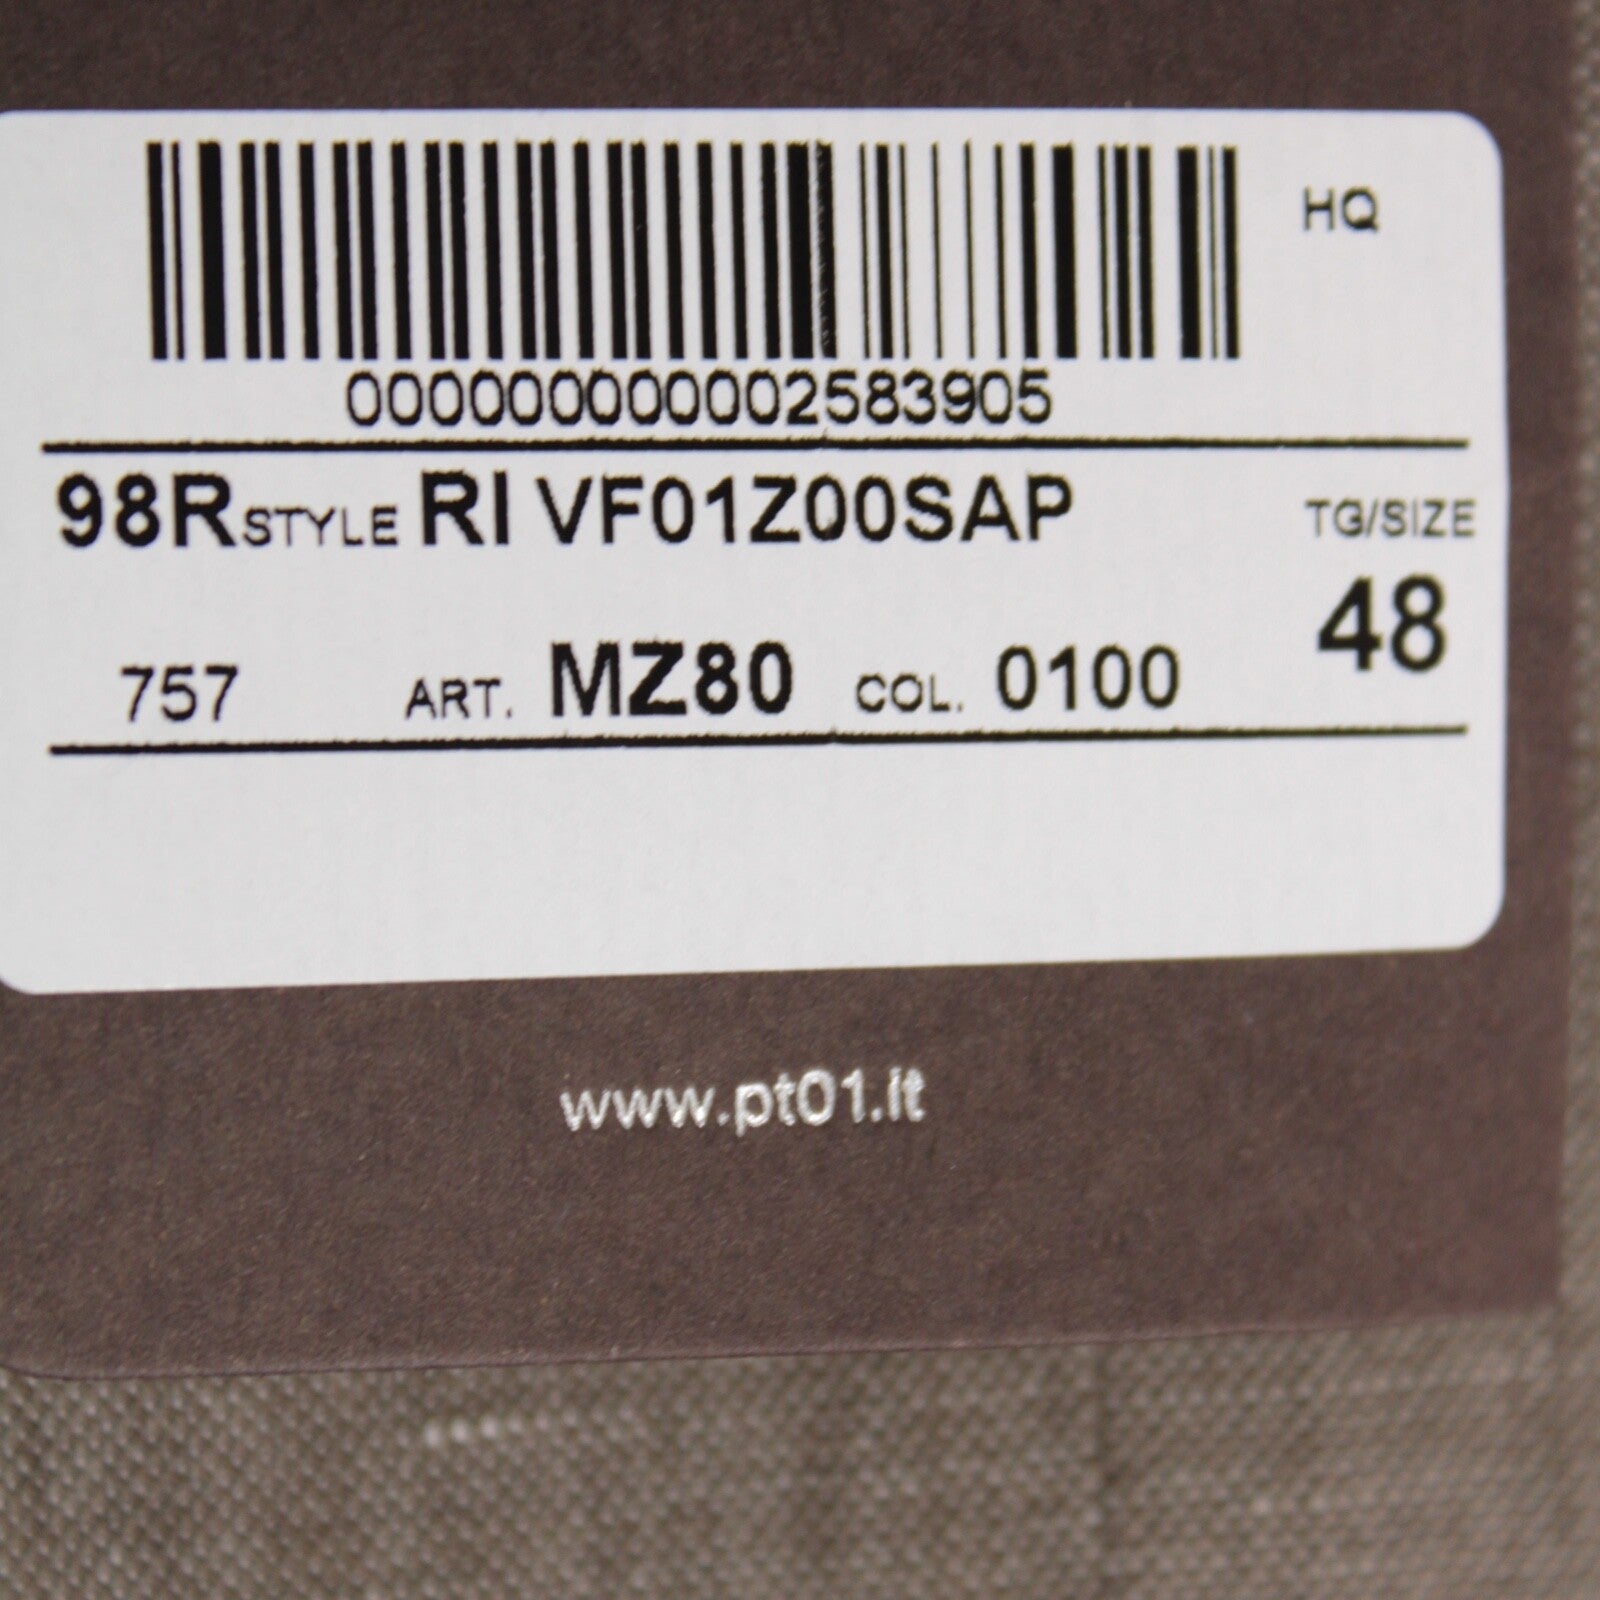 HQ
000000000002583905
98R STYLE RI VF01Z00SAP TG/SIZE
48
757 ART. MZ80 COL. 0100
www.pt01.it